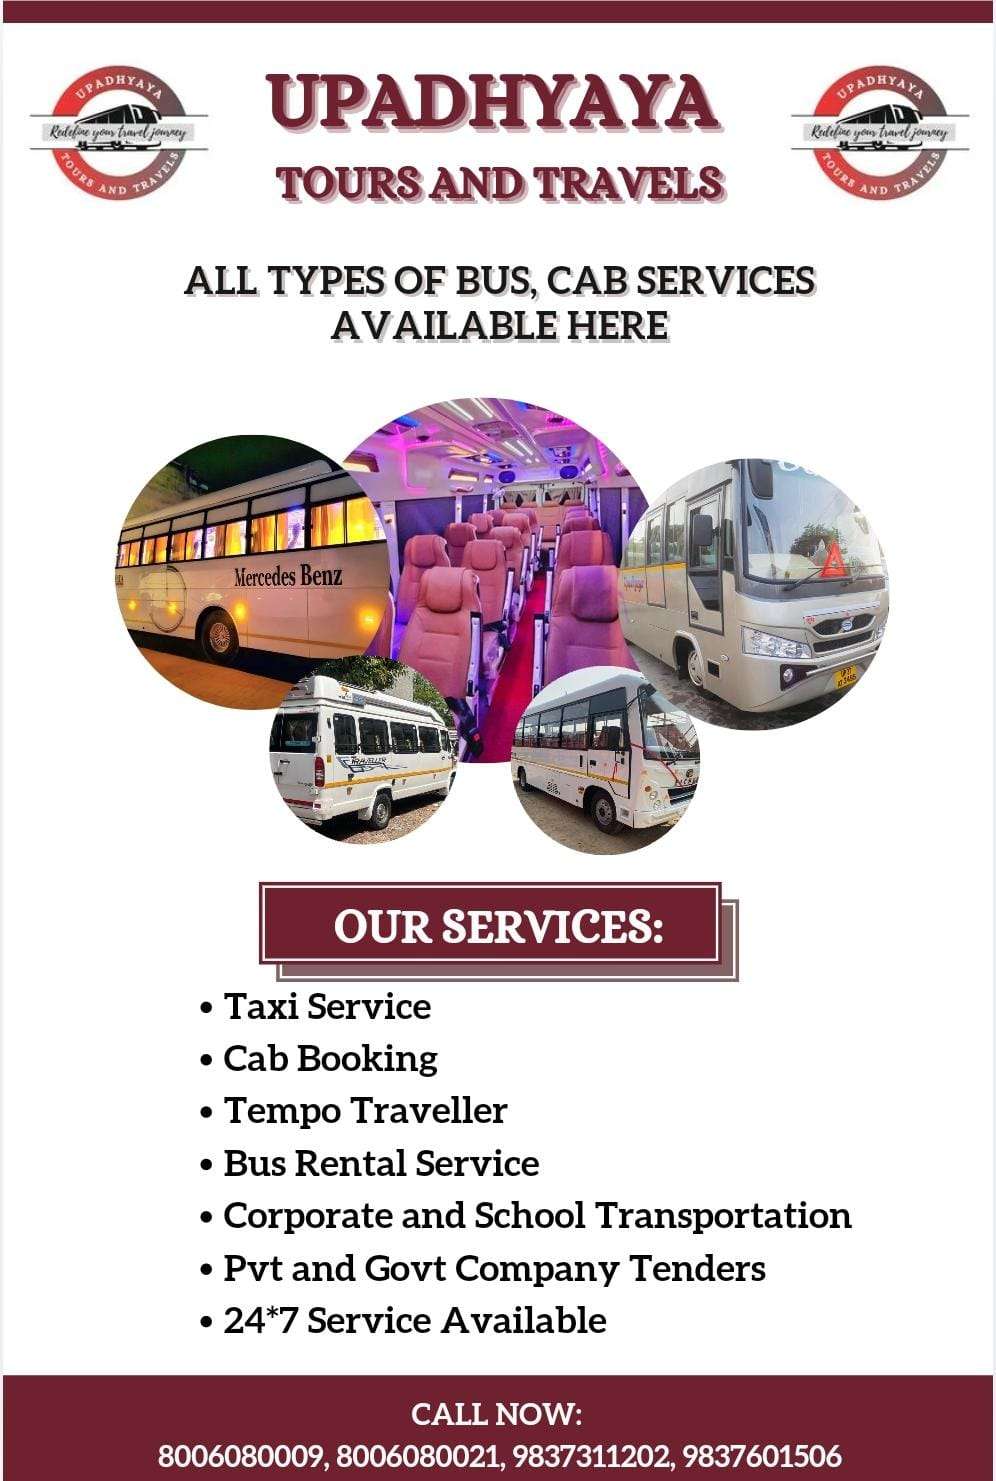 UPADHYAYA
Redefine your travel journey
TOURS AND TRAVELS
UPADHYAYA
TOURS AND TRAVELS
UPADHYAYA
Redefine your travel journey
TOURS AND TRAVELS
ALL TYPES OF BUS, CAB SERVICES
AVAILABLE HERE
Mercedes Benz
TRAVELLER
OUR SERVICES:
• Taxi Service
• Cab Booking
• Tempo Traveller
• Bus Rental Service
• Corporate and School Transportation
• Pvt and Govt Company Tenders
• 24*7 Service Available
CALL NOW:
8006080009, 8006080021, 9837311202, 9837601506